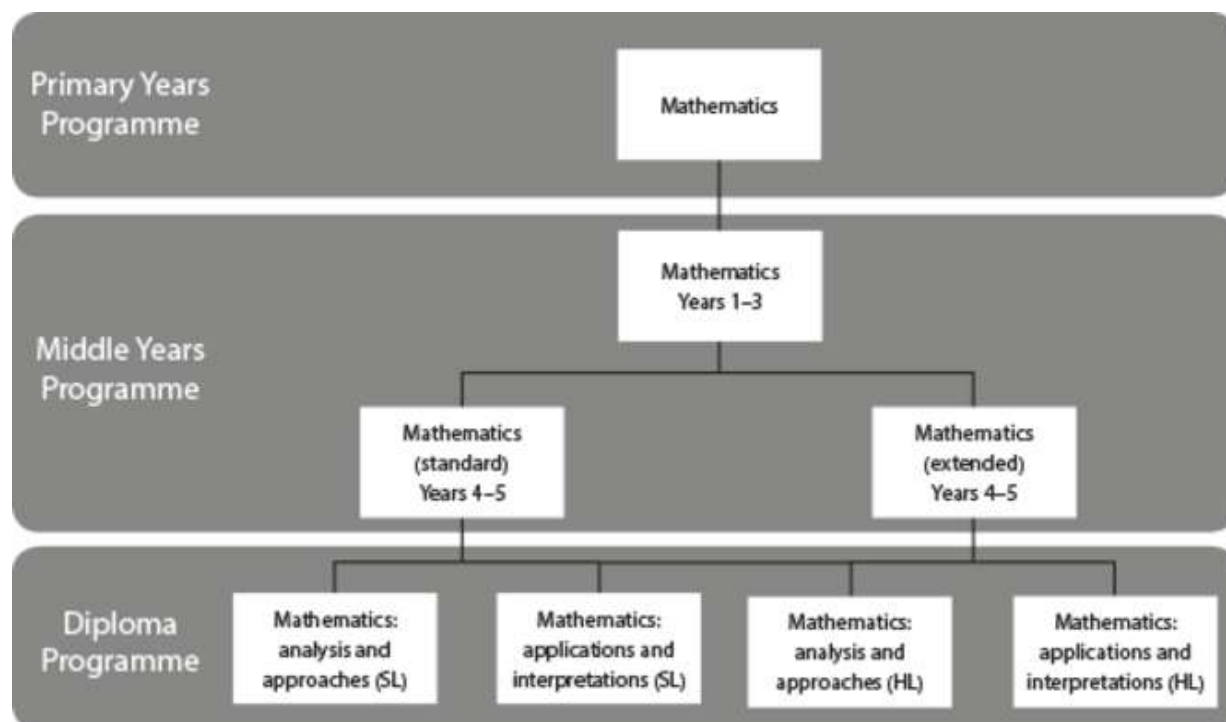 Primary Years
Programme
Mathematics
Middle Years
Programme
Mathematics
Years 1–3
Mathematics
(standard)
Years 4–5
Mathematics
(extended)
Years 4–5
Diploma
Programme
Mathematics:
analysis and
approaches (SL)
Mathematics:
applications and
interpretations (SL)
Mathematics:
analysis and
approaches (HL)
Mathematics:
applications and
interpretations (HL)